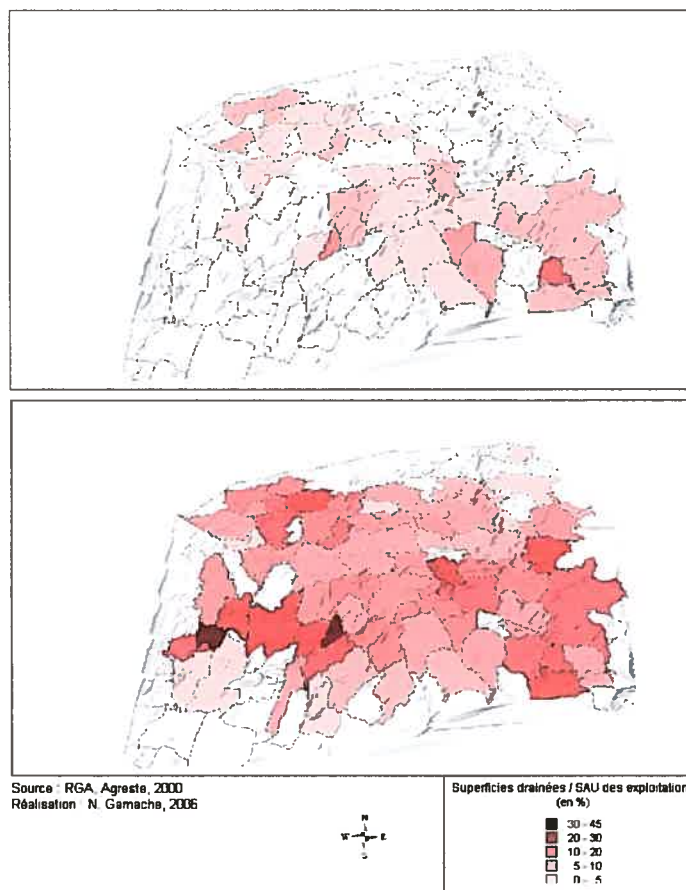 Source : RGA, Agreste, 2000
Réalisation : N. Gamache, 2006
N
W E
S
Superficies drainées / SAU des exploitation
(en %)
30 - 45
20 - 30
10 - 20
5 - 10
0 - 5